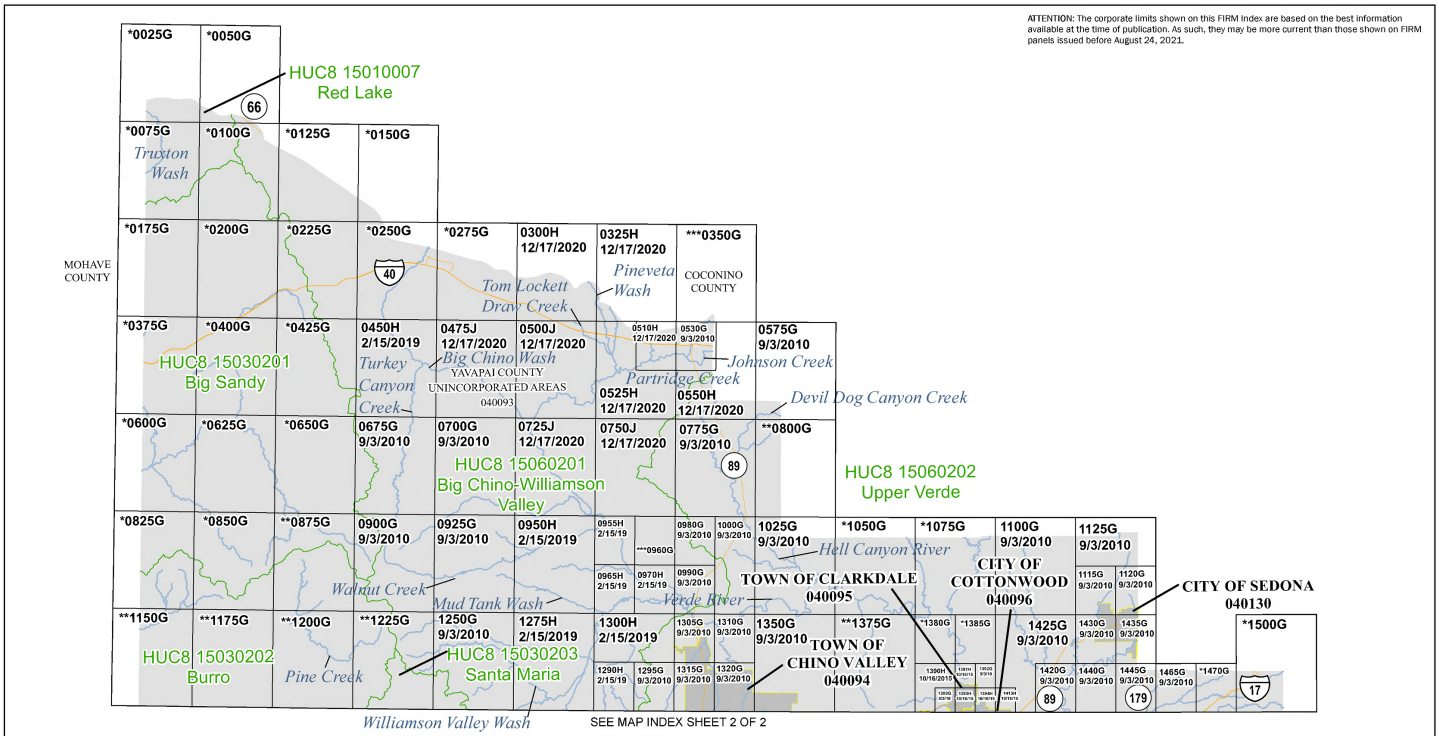 ATTENTION: The corporate limits shown on this FIRM Index are based on the best information
available at the time of publication. As such, they may be more current than those shown on FIRM
panels issued before August 24, 2021.
*0025G
*0050G
HUC8 15010007
Red Lake
66
*0075G
*0100G
*0125G
*0150G
Truxton
Wash
*0175G
*0200G
*0225G
*0250G
*0275G
0300H
12/17/2020
0325H
12/17/2020
***0350G
MOHAVE
COUNTY
40
Tom Lockett
Draw Creek
Pineveta
Wash
COCONINO
COUNTY
*0375G
*0400G
*0425G
0450H
2/15/2019
0475J
12/17/2020
0500J
12/17/2020
0510H
12/17/2020
0530G
9/3/2010
0575G
9/3/2010
HUC8 15030201
Big Sandy
Turkey
Canyon
Creek
Big Chino Wash
YAVAPAI COUNTY
UNINCORPORATED AREAS
040093
Johnson Creek
Partridge Creek
0525H
12/17/2020
0550H
12/17/2020
Devil Dog Canyon Creek
*0600G
*0625G
*0650G
0675G
9/3/2010
0700G
9/3/2010
0725J
12/17/2020
0750J
12/17/2020
0775G
9/3/2010
**0800G
89
HUC8 15060201
Big Chino-Williamson
Valley
HUC8 15060202
Upper Verde
*0825G
*0850G
**0875G
0900G
9/3/2010
0925G
9/3/2010
0950H
2/15/2019
0955H
2/15/19
***0960G
0980G
9/3/2010
1000G
9/3/2010
1025G
9/3/2010
*1050G
*1075G
1100G
9/3/2010
1125G
9/3/2010
Hell Canyon River
0965H
2/15/19
0970H
2/15/19
0990G
9/3/2010
1115G
9/3/2010
1120G
9/3/2010
Walnut Creek
Mud Tank Wash
Verde River
TOWN OF CLARKDALE
040095
CITY OF
COTTONWOOD
040096
CITY OF SEDONA
040130
**1150G
**1175G
**1200G
**1225G
1250G
9/3/2010
1275H
2/15/2019
1300H
2/15/2019
1305G
9/3/2010
1310G
9/3/2010
1350G
9/3/2010
**1375G
*1380G
*1385G
1425G
9/3/2010
1430G
9/3/2010
1435G
9/3/2010
*1500G
HUC8 15030202
Burro
Pine Creek
HUC8 15030203
Santa Maria
TOWN OF
CHINO VALLEY
040094
1290H
2/15/19
1295G
9/3/2010
1315G
9/3/2010
1320G
9/3/2010
1390H
10/16/2015
1420G
9/3/2010
1440G
9/3/2010
1445G
9/3/2010
1465G
9/3/2010
*1470G
89
179
17
Williamson Valley Wash
SEE MAP INDEX SHEET 2 OF 2